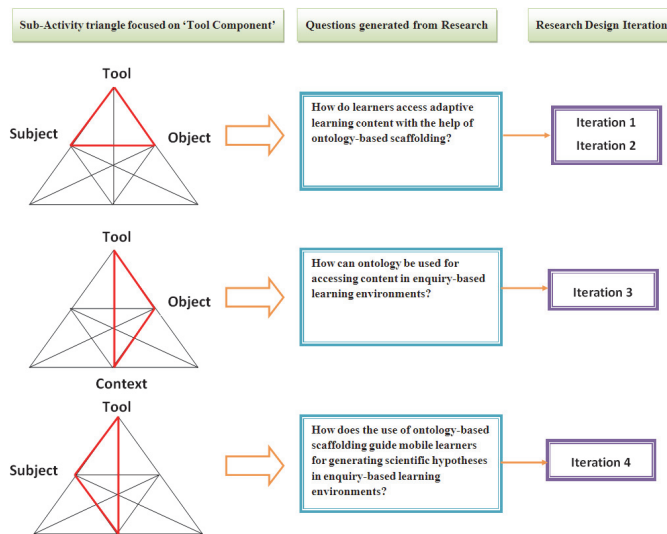 Sub-Activity triangle focused on ‘Tool Component’
Questions generated from Research
Research Design Iteration
Tool
Subject
Object
How do learners access adaptive
learning content with the help of
ontology-based scaffolding?
Iteration 1
Iteration 2
Tool
Object
Context
How can ontology be used for
accessing content in enquiry-based
learning environments?
Iteration 3
Tool
Subject
How does the use of ontology-based
scaffolding guide mobile learners
for generating scientific hypotheses
in enquiry-based learning
environments?
Iteration 4